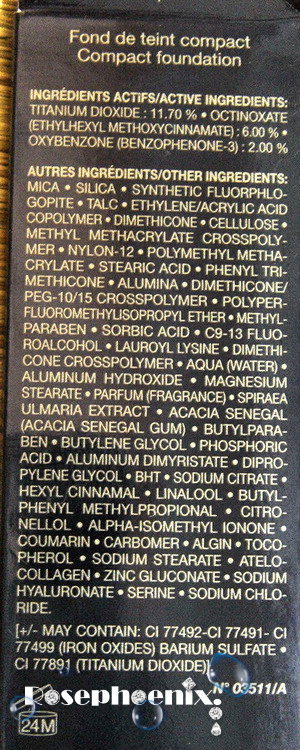 Fond de teint compact
Compact foundation
INGRÉDIENTS ACTIFS/ACTIVE INGREDIENTS:
TITANIUM DIOXIDE : 11.70 % • OCTINOXATE
(ETHYLHEXYL METHOXYCINNAMATE) : 6.00 % •
OXYBENZONE (BENZOPHENONE-3) : 2.00 %
AUTRES INGRÉDIENTS/OTHER INGREDIENTS:
MICA • SILICA • SYNTHETIC FLUORPHLO-
GOPITE • TALC • ETHYLENE/ACRYLIC ACID
COPOLYMER • DIMETHICONE • CELLULOSE •
METHYL METHACRYLATE CROSSPOLY-
MER • NYLON-12 • POLYMETHYL METHA-
CRYLATE • STEARIC ACID • PHENYL TRI-
METHICONE • ALUMINA • DIMETHICONE/
PEG-10/15 CROSSPOLYMER • POLYPER-
FLUOROMETHYLISOPROPYL ETHER • METHYL-
PARABEN • SORBIC ACID • C9-13 FLUO-
ROALCOHOL • LAUROYL LYSINE • DIMETHI-
CONE CROSSPOLYMER • AQUA (WATER) •
ALUMINUM HYDROXIDE • MAGNESIUM
STEARATE • PARFUM (FRAGRANCE) • SPIRAEA
ULMARIA EXTRACT • ACACIA SENEGAL
(ACACIA SENEGAL GUM) • BUTYLPARA-
BEN • BUTYLENE GLYCOL • PHOSPHORIC
ACID • ALUMINUM DIMYRISTATE • DIPRO-
PYLENE GLYCOL • BHT • SODIUM CITRATE •
HEXYL CINNAMAL • LINALOOL • BUTYL-
PHENYL METHYLPROPIONAL • CITRO-
NELLOL • ALPHA-ISOMETHYL IONONE •
COUMARIN • CARBOMER • ALGIN • TOCO-
PHEROL • SODIUM STEARATE • ATELO-
COLLAGEN • ZINC GLUCONATE • SODIUM
HYALURONATE • SERINE • SODIUM CHLO-
RIDE.
[+/- MAY CONTAIN: CI 77492-CI 77491- CI
77499 (IRON OXIDES) BARIUM SULFATE •
CI 77891 (TITANIUM DIOXIDE)]
N° 03511/A
Posephoenix.
24M